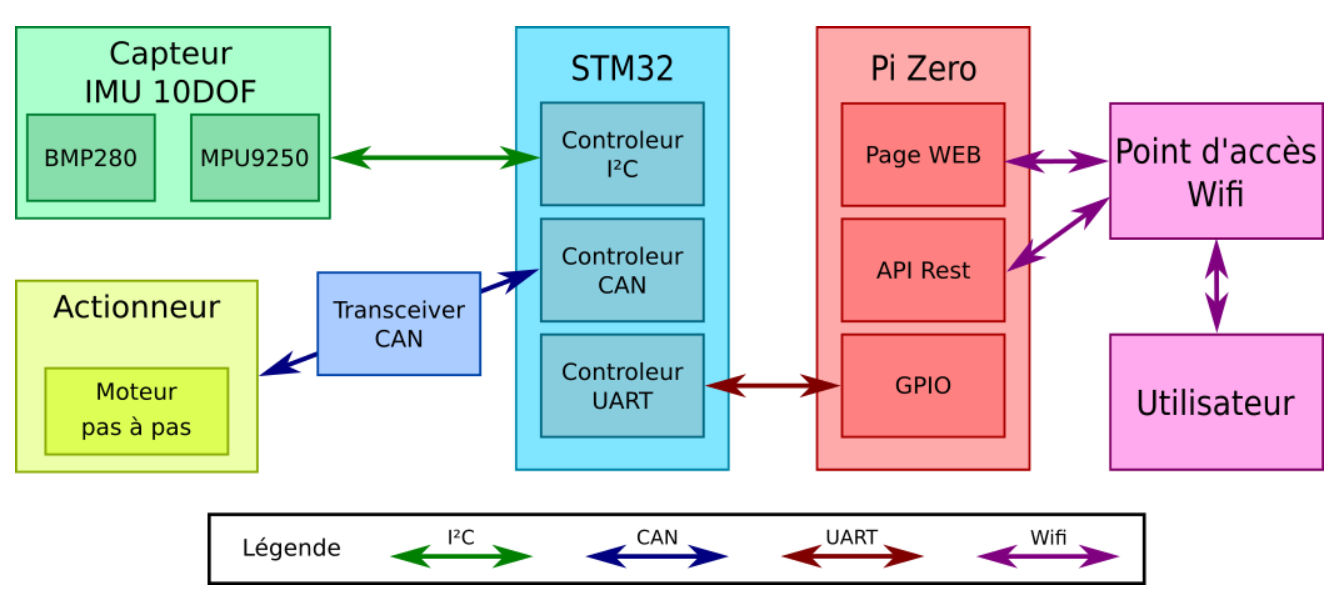 Capteur
IMU 10DOF
BMP280
MPU9250
Actionneur
Moteur
pas à pas
Transceiver
CAN
STM32
Controleur
I²C
Controleur
CAN
Controleur
UART
Pi Zero
Page WEB
API Rest
GPIO
Point d'accès
Wifi
Utilisateur
Légende
I²C
CAN
UART
Wifi